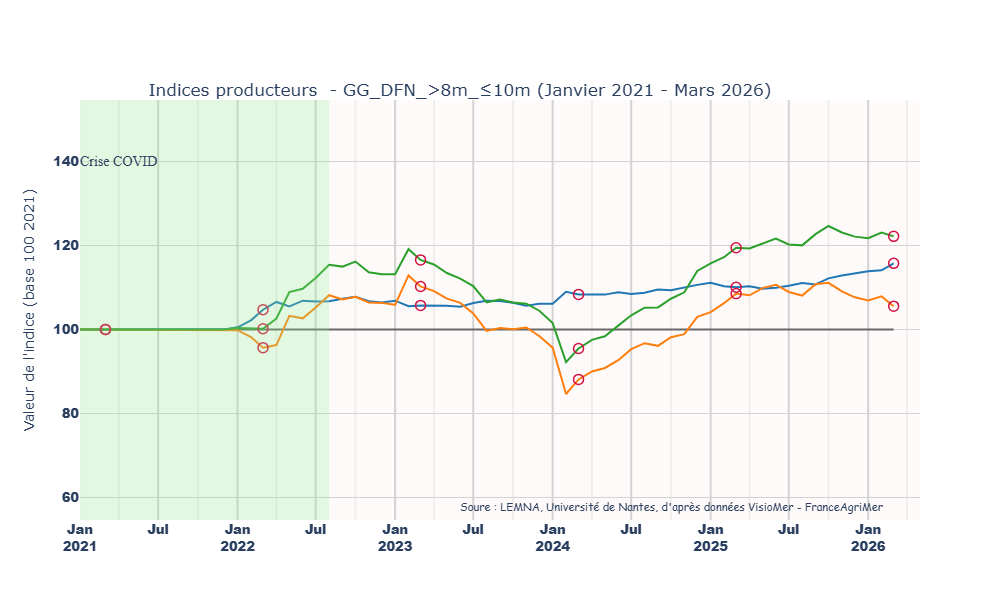 Indices producteurs  - GG_DFN_>8m_≤10m (Janvier 2021 - Mars 2026)
Valeur de l'Indice (base 100 2021)
140
Crise COVID
120
100
80
60
Soure : LEMNA, Université de Nantes, d'après données VisioMer - FranceAgriMer
Jan Jul Jan Jul Jan Jul Jan Jul Jan Jul Jan
2021 2022 2023 2024 2025 2026